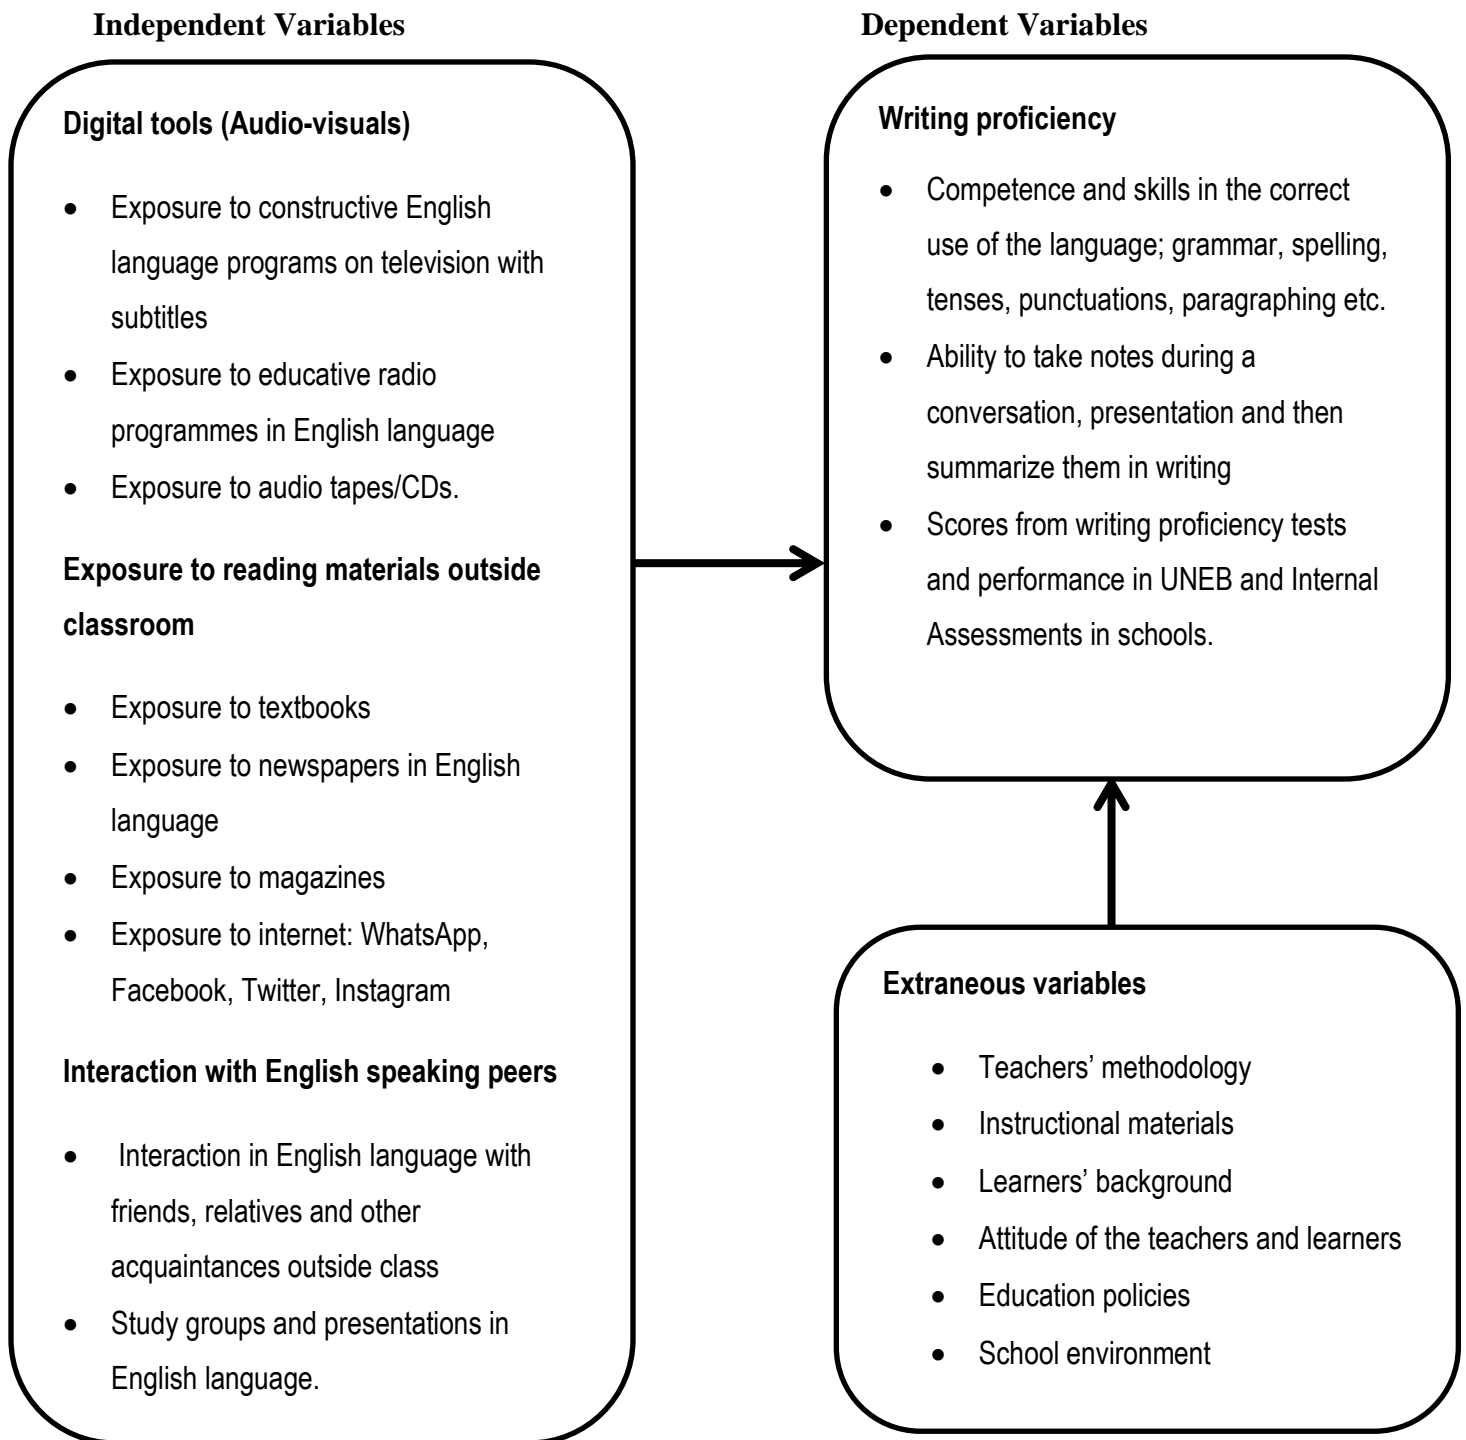 Independent Variables
Digital tools (Audio-visuals)
• Exposure to constructive English
language programs on television with
subtitles
• Exposure to educative radio
programmes in English language
• Exposure to audio tapes/CDs.
Exposure to reading materials outside
classroom
• Exposure to textbooks
• Exposure to newspapers in English
language
• Exposure to magazines
• Exposure to internet: WhatsApp,
Facebook, Twitter, Instagram
Interaction with English speaking peers
• Interaction in English language with
friends, relatives and other
acquaintances outside class
• Study groups and presentations in
English language.
Dependent Variables
Writing proficiency
• Competence and skills in the correct
use of the language; grammar, spelling,
tenses, punctuations, paragraphing etc.
• Ability to take notes during a
conversation, presentation and then
summarize them in writing
• Scores from writing proficiency tests
and performance in UNEB and Internal
Assessments in schools.
Extraneous variables
• Teachers’ methodology
• Instructional materials
• Learners’ background
• Attitude of the teachers and learners
• Education policies
• School environment